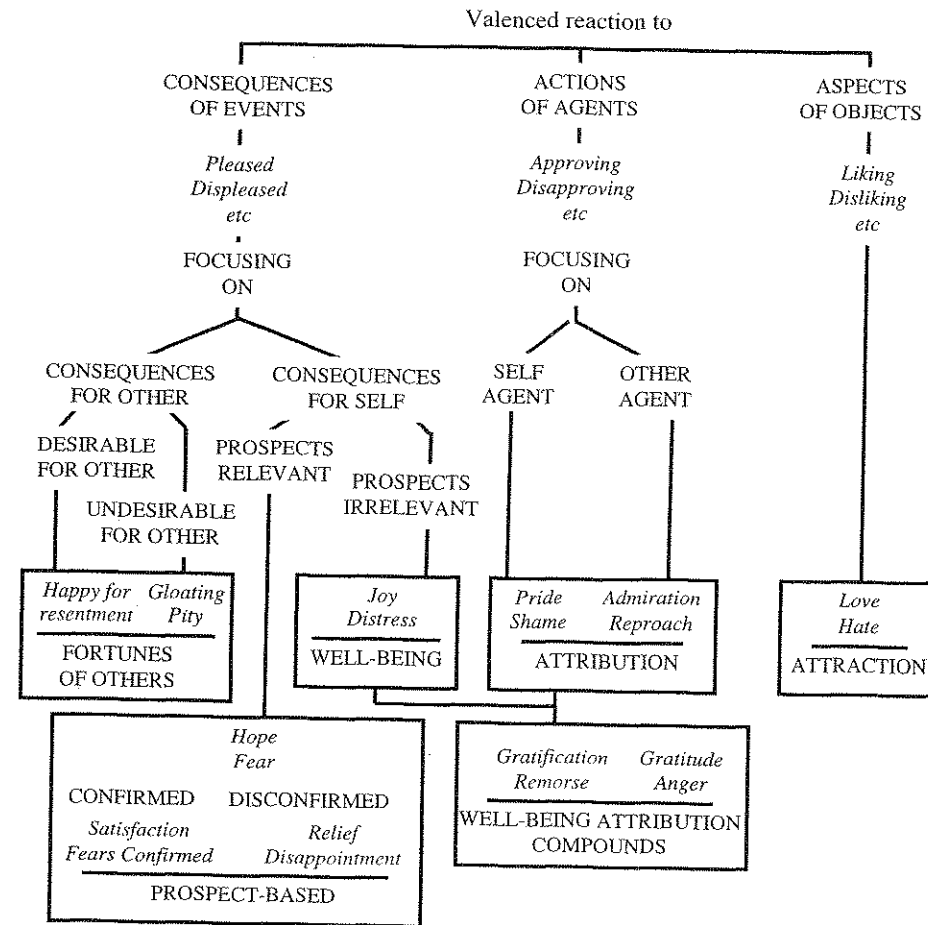 Valenced reaction to
CONSEQUENCES
OF EVENTS
ACTIONS
OF AGENTS
ASPECTS
OF OBJECTS
Pleased
Displeased
etc
Approving
Disapproving
etc
Liking
Disliking
etc
FOCUSING
ON
FOCUSING
ON
CONSEQUENCES
FOR OTHER
CONSEQUENCES
FOR SELF
SELF
AGENT
OTHER
AGENT
DESIRABLE
FOR OTHER
UNDESIRABLE
FOR OTHER
PROSPECTS
RELEVANT
PROSPECTS
IRRELEVANT
Happy for
resentment
Gloating
Pity
FORTUNES
OF OTHERS
Joy
Distress
WELL-BEING
Pride
Shame
Admiration
Reproach
ATTRIBUTION
Love
Hate
ATTRACTION
Hope
Fear
CONFIRMED
DISCONFIRMED
Satisfaction
Fears Confirmed
Relief
Disappointment
PROSPECT-BASED
Gratification
Remorse
Gratitude
Anger
WELL-BEING ATTRIBUTION
COMPOUNDS